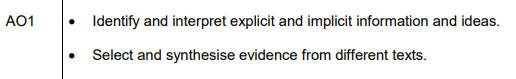 AO1 • Identify and interpret explicit and implicit information and ideas.
• Select and synthesise evidence from different texts.